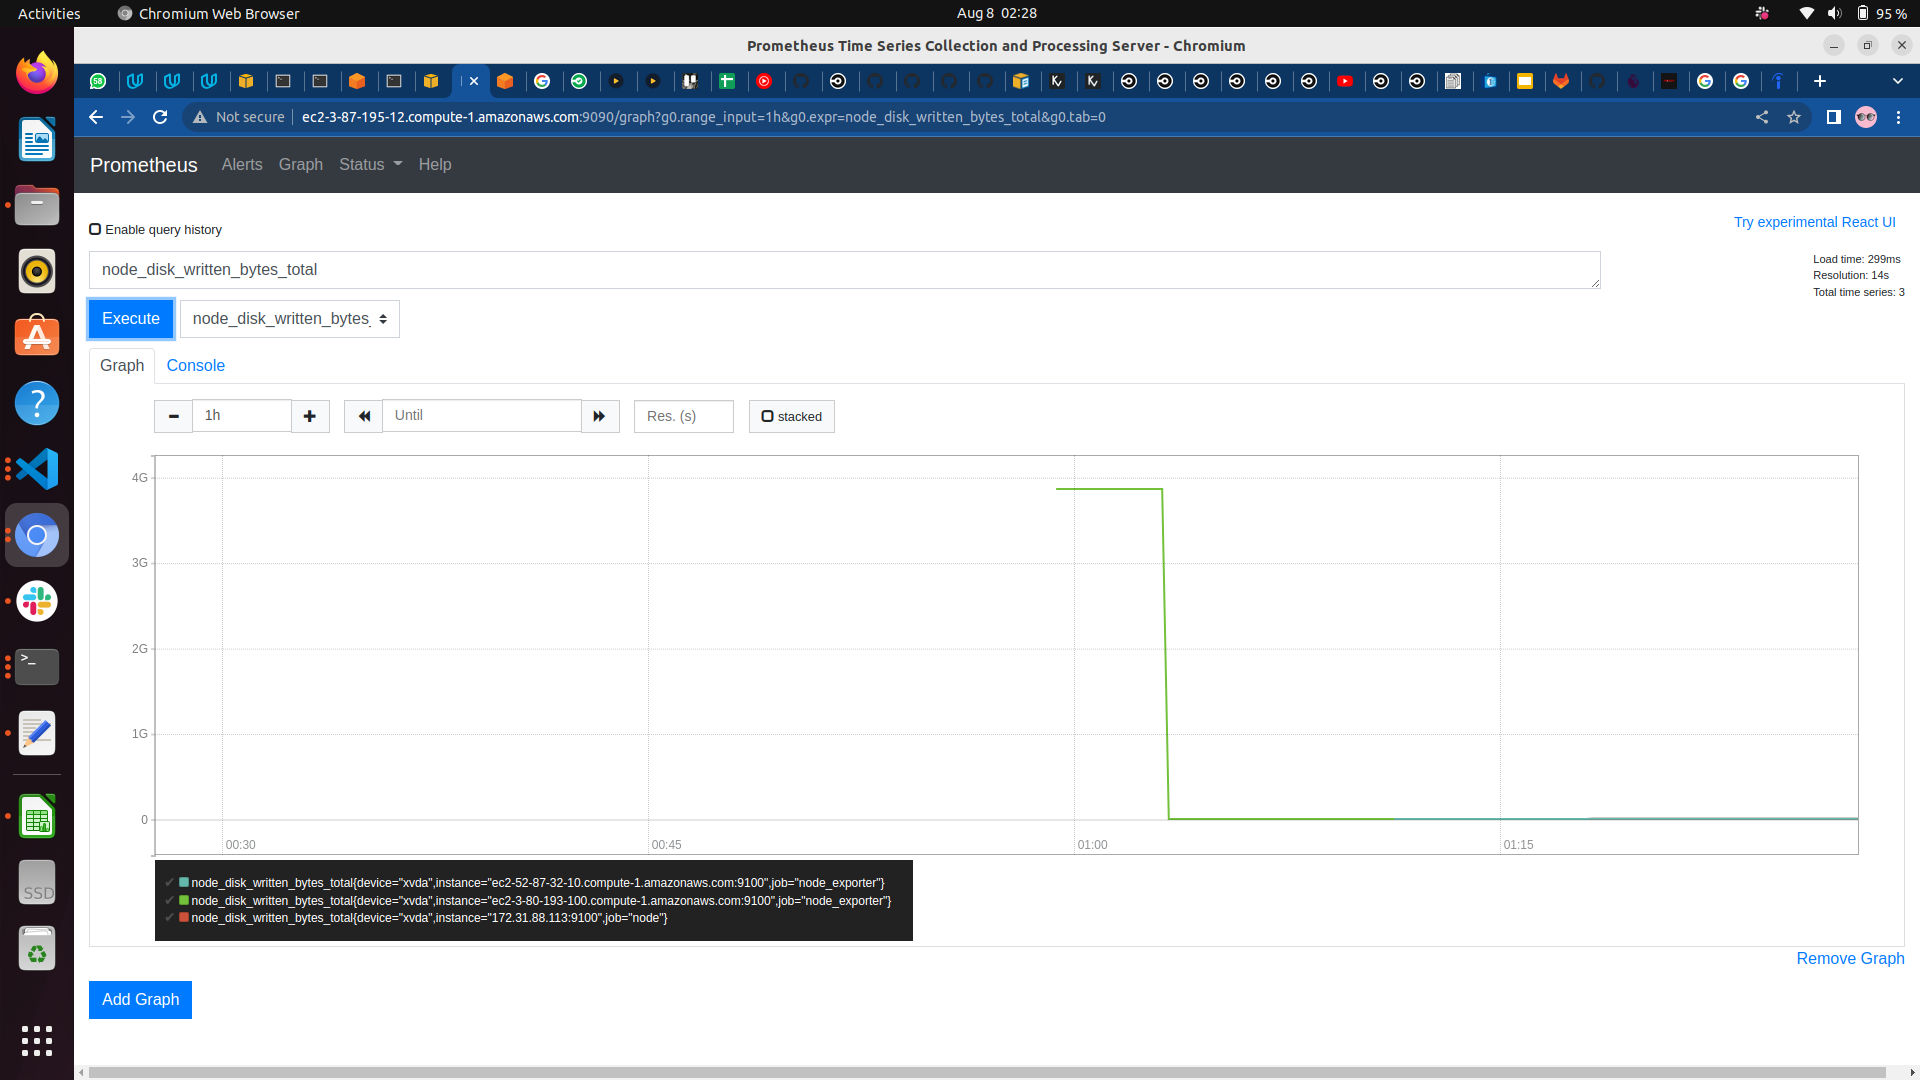 Activities
Chromium Web Browser
Aug 8 02:28
95 %
Prometheus Time Series Collection and Processing Server - Chromium
58
Not secure
ec2-3-87-195-12.compute-1.amazonaws.com:9090/graph?g0.range_input=1h&g0.expr=node_disk_written_bytes_total&g0.tab=0
Prometheus
Alerts
Graph
Status
Help
Enable query history
Try experimental React UI
node_disk_written_bytes_total
Load time: 299ms
Resolution: 14s
Total time series: 3
Execute
node_disk_written_bytes_
Graph
Console
1h
Until
Res. (s)
stacked
4G
3G
2G
1G
0
00:30
00:45
01:00
01:15
node_disk_written_bytes_total{device="xvda",instance="ec2-52-87-32-10.compute-1.amazonaws.com:9100",job="node_exporter"}
node_disk_written_bytes_total{device="xvda",instance="ec2-3-80-193-100.compute-1.amazonaws.com:9100",job="node_exporter"}
node_disk_written_bytes_total{device="xvda",instance="172.31.88.113:9100",job="node"}
Remove Graph
Add Graph
SSD